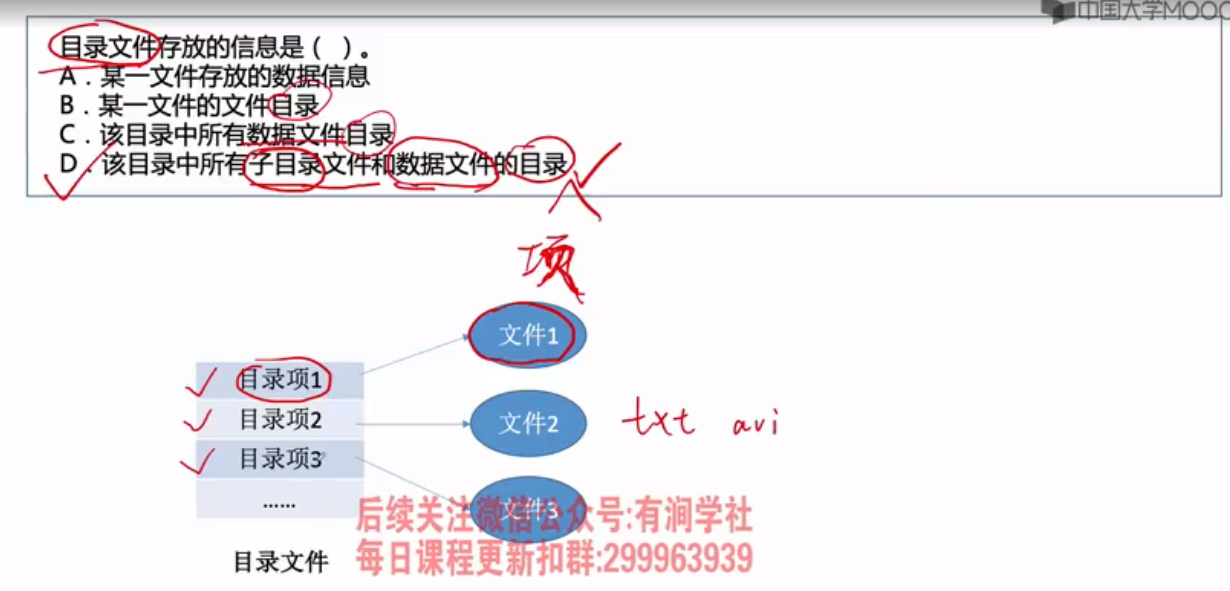 中国大学MOOC
目录文件存放的信息是（ ）。
A．某一文件存放的数据信息
B．某一文件的文件目录
C．该目录中所有数据文件目录
D．该目录中所有子目录文件和数据文件的目录
项
文件1
目录项1
目录项2
文件2
txt avi
目录项3
……
文件3
后续关注微信公众号:有涧学社
目录文件
每日课程更新扣群:299963939